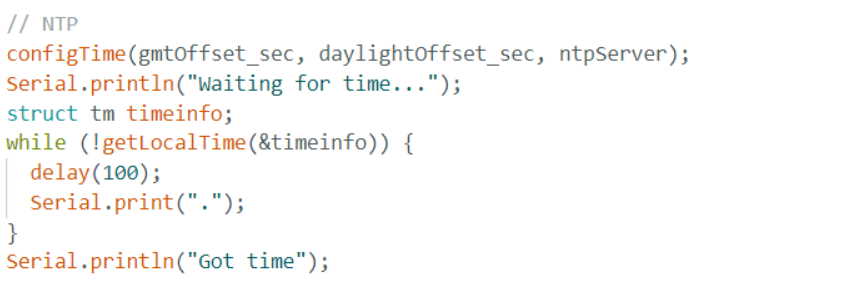 // NTP
configTime(gmtOffset_sec, daylightOffset_sec, ntpServer);
Serial.println("Waiting for time...");
struct tm timeinfo;
while (!getLocalTime(&timeinfo)) {
  delay(100);
  Serial.print(".");
}
Serial.println("Got time");